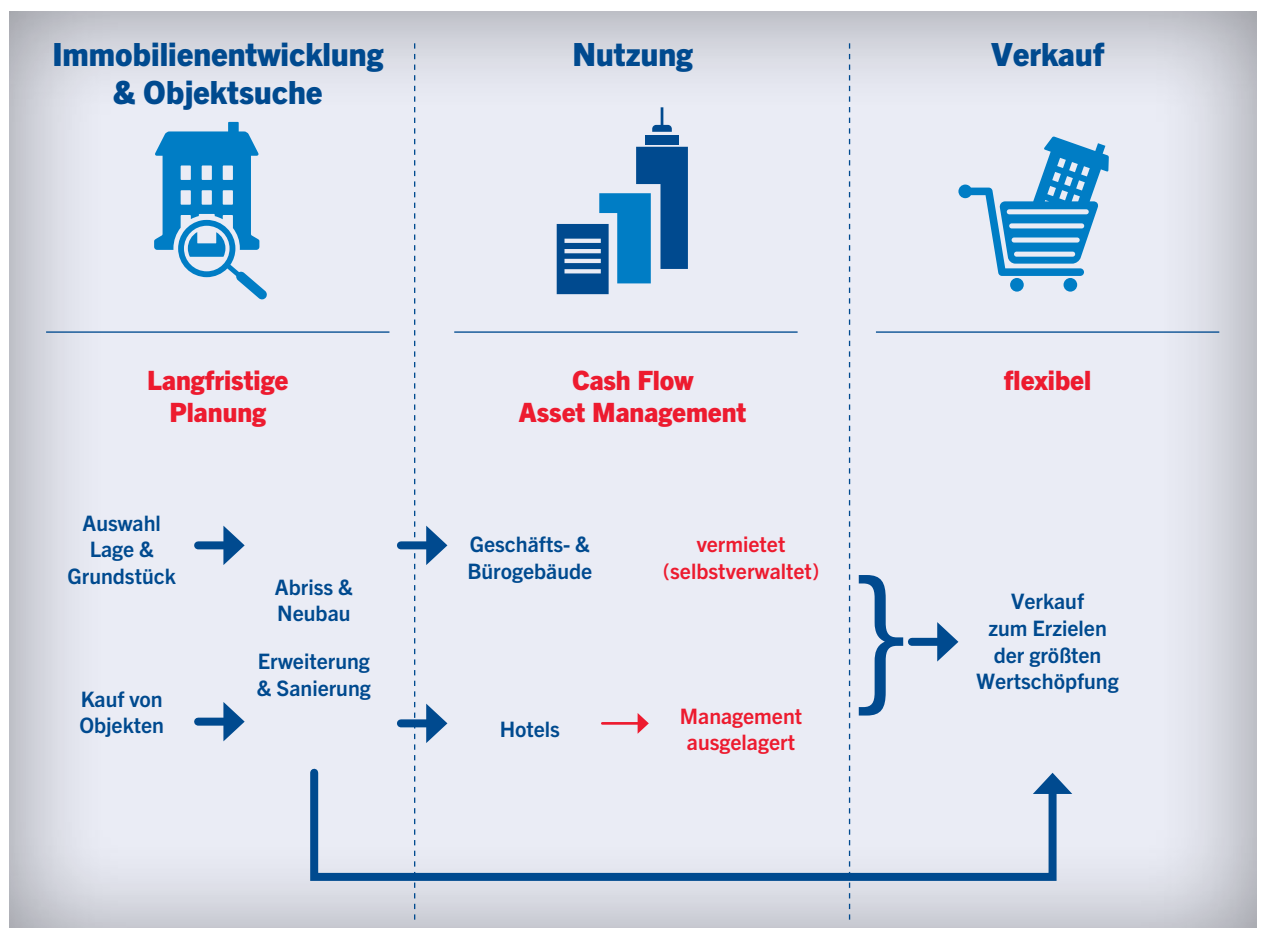 Immobilienentwicklung
& Objektsuche
Nutzung
Verkauf
Langfristige
Planung
Cash Flow
Asset Management
flexibel
Auswahl
Lage &
Grundstück
Kauf von
Objekten
Abriss &
Neubau
Erweiterung
& Sanierung
Geschäfts- &
Bürogebäude
vermietet
(selbstverwaltet)
Hotels
Management
ausgelagert
Verkauf
zum Erzielen
der größten
Wertschöpfung